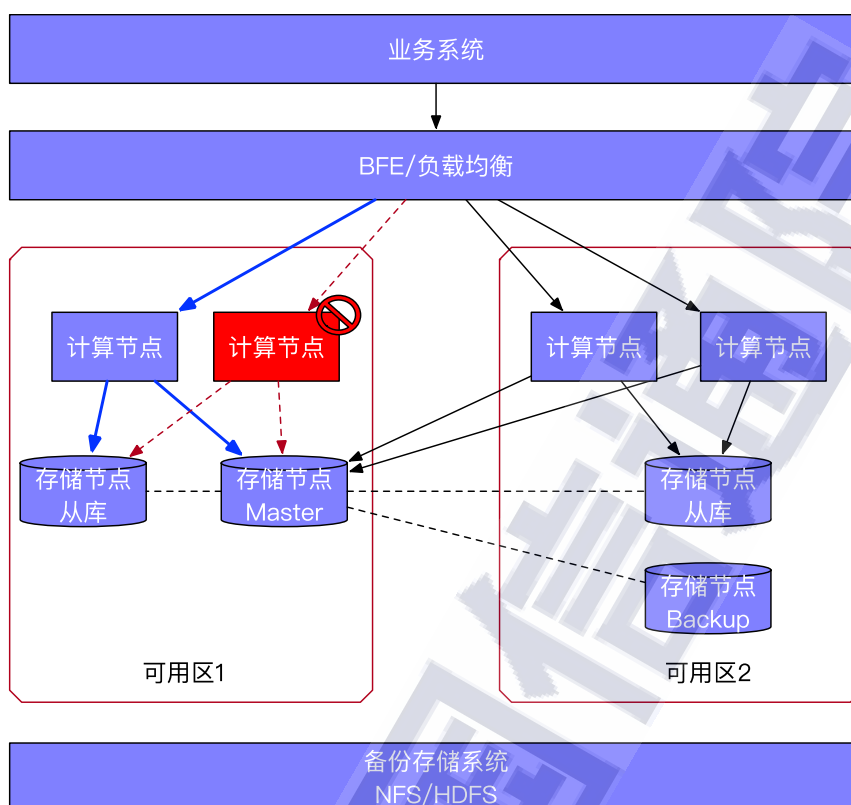 业务系统
BFE/负载均衡
计算节点
计算节点
计算节点
计算节点
存储节点
从库
存储节点
Master
存储节点
从库
存储节点
Backup
可用区1
可用区2
备份存储系统
NFS/HDFS
信通院